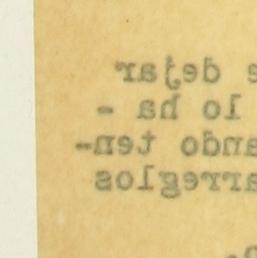 e dejar
lo ha -
ando ten-
arreglos